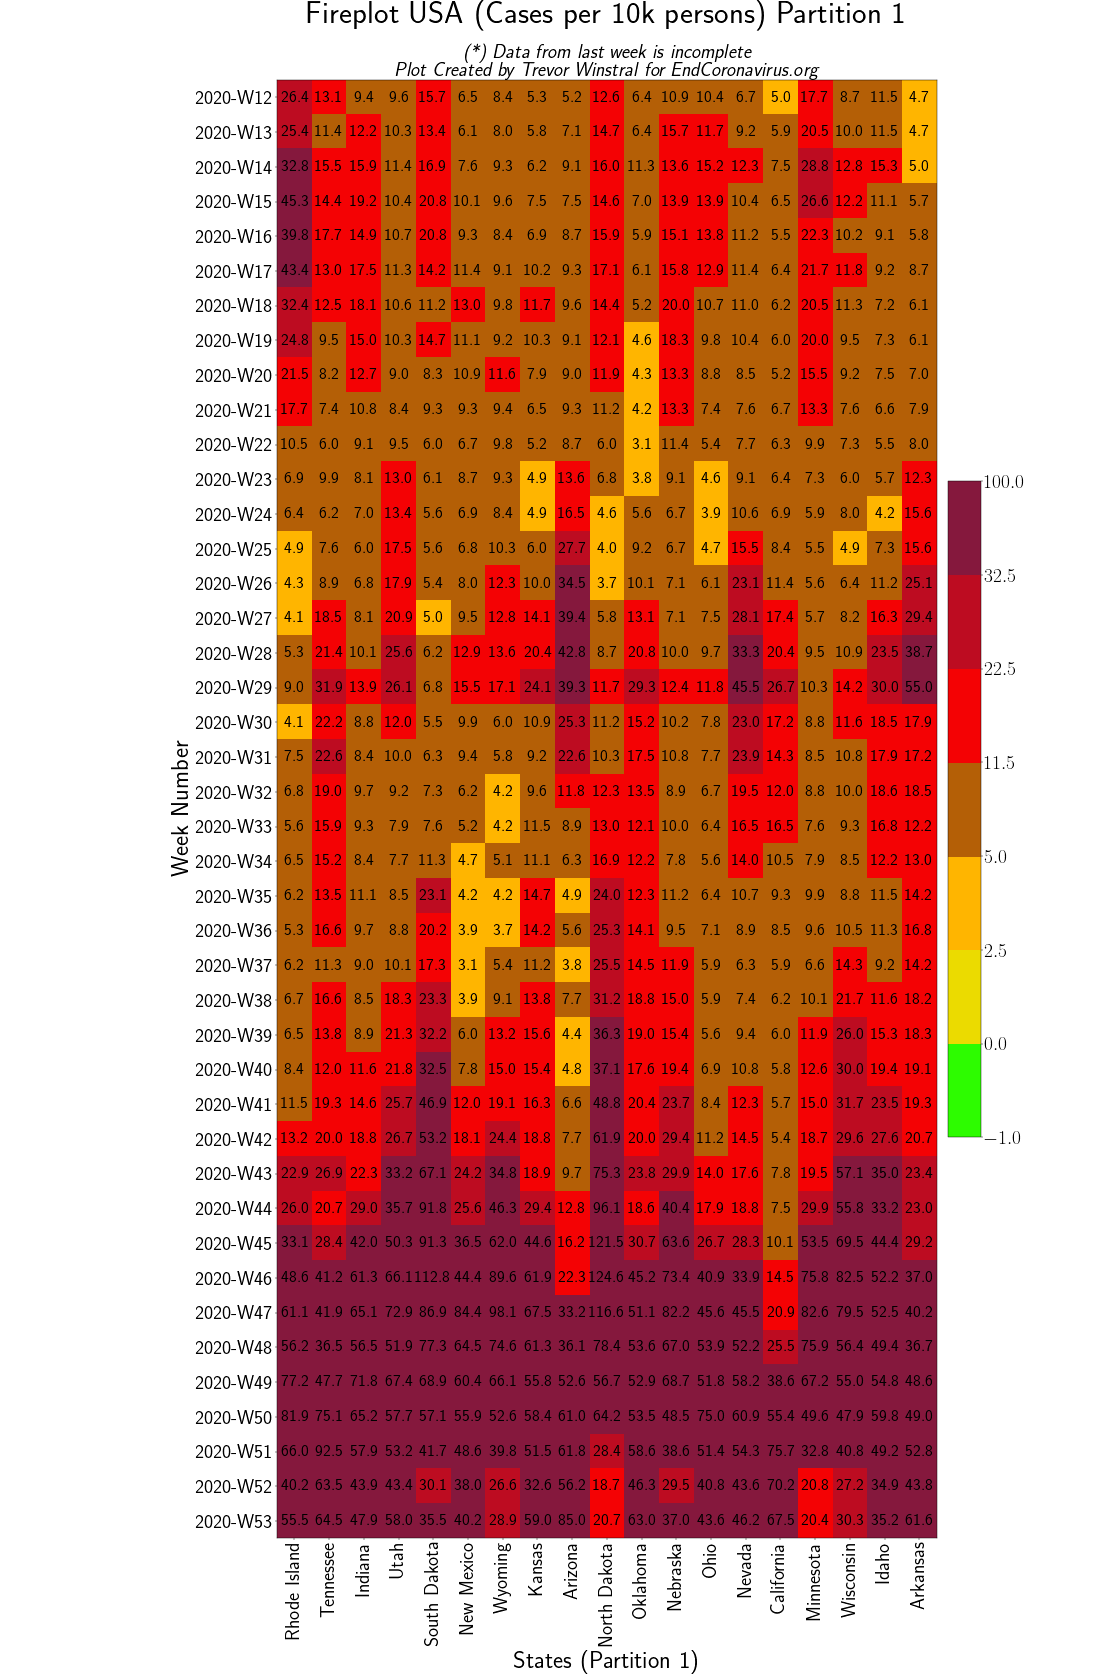 Fireplot USA (Cases per 10k persons) Partition 1
(*) Data from last week is incomplete
Plot Created by Trevor Winstral for EndCoronavirus.org
2020-W12 26.4 13.1 9.4 9.6 15.7 6.5 8.4 5.3 5.2 12.6 6.4 10.9 10.4 6.7 5.0 17.7 8.7 11.5 4.7
2020-W13 25.4 11.4 12.2 10.3 13.4 6.1 8.0 5.8 7.1 14.7 6.4 15.7 11.7 9.2 5.9 20.5 10.0 11.5 4.7
2020-W14 32.8 15.5 15.9 11.4 16.9 7.6 9.3 6.2 9.1 16.0 11.3 13.6 15.2 12.3 7.5 28.8 12.8 15.3 5.0
2020-W15 45.3 14.4 19.2 10.4 20.8 10.1 9.6 7.5 7.5 14.6 7.0 13.9 13.9 10.4 6.5 26.6 12.2 11.1 5.7
2020-W16 39.8 17.7 14.9 10.7 20.8 9.3 8.4 6.9 8.7 15.9 5.9 15.1 13.8 11.2 5.5 22.3 10.2 9.1 5.8
2020-W17 43.4 13.0 17.5 11.3 14.2 11.4 9.1 10.2 9.3 17.1 6.1 15.8 12.9 11.4 6.4 21.7 11.8 9.2 8.7
2020-W18 32.4 12.5 18.1 10.6 11.2 13.0 9.8 11.7 9.6 14.4 5.2 20.0 10.7 11.0 6.2 20.5 11.3 7.2 6.1
2020-W19 24.8 9.5 15.0 10.3 14.7 11.1 9.2 10.3 9.1 12.1 4.6 18.3 9.8 10.4 6.0 20.0 9.5 7.3 6.1
2020-W20 21.5 8.2 12.7 9.0 8.3 10.9 11.6 7.9 9.0 11.9 4.3 13.3 8.8 8.5 5.2 15.5 9.2 7.5 7.0
2020-W21 17.7 7.4 10.8 8.4 9.3 9.3 9.4 6.5 9.3 11.2 4.2 13.3 7.4 7.6 6.7 13.3 7.6 6.6 7.9
2020-W22 10.5 6.0 9.1 9.5 6.0 6.7 9.8 5.2 8.7 6.0 3.1 11.4 5.4 7.7 6.3 9.9 7.3 5.5 8.0
2020-W23 6.9 9.9 8.1 13.0 6.1 8.7 9.3 4.9 13.6 6.8 3.8 9.1 4.6 9.1 6.4 7.3 6.0 5.7 12.3
2020-W24 6.4 6.2 7.0 13.4 5.6 6.9 8.4 4.9 16.5 4.6 5.6 6.7 3.9 10.6 6.9 5.9 8.0 4.2 15.6
2020-W25 4.9 7.6 6.0 17.5 5.6 6.8 10.3 6.0 27.7 4.0 9.2 6.7 4.7 15.5 8.4 5.5 4.9 7.3 15.6
2020-W26 4.3 8.9 6.8 17.9 5.4 8.0 12.3 10.0 34.5 3.7 10.1 7.1 6.1 23.1 11.4 5.6 6.4 11.2 25.1
2020-W27 4.1 18.5 8.1 20.9 5.0 9.5 12.8 14.1 39.4 5.8 13.1 7.1 7.5 28.1 17.4 5.7 8.2 16.3 29.4
2020-W28 5.3 21.4 10.1 25.6 6.2 12.9 13.6 20.4 42.8 8.7 20.8 10.0 9.7 33.3 20.4 9.5 10.9 23.5 38.7
2020-W29 9.0 31.9 13.9 26.1 6.8 15.5 17.1 24.1 39.3 11.7 29.3 12.4 11.8 45.5 26.7 10.3 14.2 30.0 55.0
2020-W30 4.1 22.2 8.8 12.0 5.5 9.9 6.0 10.9 25.3 11.2 15.2 10.2 7.8 23.0 17.2 8.8 11.6 18.5 17.9
2020-W31 7.5 22.6 8.4 10.0 6.3 9.4 5.8 9.2 22.6 10.3 17.5 10.8 7.7 23.9 14.3 8.5 10.8 17.9 17.2
2020-W32 6.8 19.0 9.7 9.2 7.3 6.2 4.2 9.6 11.8 12.3 13.5 8.9 6.7 19.5 12.0 8.8 10.0 18.6 18.5
2020-W33 5.6 15.9 9.3 7.9 7.6 5.2 4.2 11.5 8.9 13.0 12.1 10.0 6.4 16.5 16.5 7.6 9.3 16.8 12.2
2020-W34 6.5 15.2 8.4 7.7 11.3 4.7 5.1 11.1 6.3 16.9 12.2 7.8 5.6 14.0 10.5 7.9 8.5 12.2 13.0
2020-W35 6.2 13.5 11.1 8.5 23.1 4.2 4.2 14.7 4.9 24.0 12.3 11.2 6.4 10.7 9.3 9.9 8.8 11.5 14.2
2020-W36 5.3 16.6 9.7 8.8 20.2 3.9 3.7 14.2 5.6 25.3 14.1 9.5 7.1 8.9 8.5 9.6 10.5 11.3 16.8
2020-W37 6.2 11.3 9.0 10.1 17.3 3.1 5.4 11.2 3.8 25.5 14.5 11.9 5.9 6.3 5.9 6.6 14.3 9.2 14.2
2020-W38 6.7 16.6 8.5 18.3 23.3 3.9 9.1 13.8 7.7 31.2 18.8 15.0 5.9 7.4 6.2 10.1 21.7 11.6 18.2
2020-W39 6.5 13.8 8.9 21.3 32.2 6.0 13.2 15.6 4.4 36.3 19.0 15.4 5.6 9.4 6.0 11.9 26.0 15.3 18.3
2020-W40 8.4 12.0 11.6 21.8 32.5 7.8 15.0 15.4 4.8 37.1 17.6 19.4 6.9 10.8 5.8 12.6 30.0 19.4 19.1
2020-W41 11.5 19.3 14.6 25.7 46.9 12.0 19.1 16.3 6.6 48.8 20.4 23.7 8.4 12.3 5.7 15.0 31.7 23.5 19.3
2020-W42 13.2 20.0 18.8 26.7 53.2 18.1 24.4 18.8 7.7 61.9 20.0 29.4 11.2 14.5 5.4 18.7 29.6 27.6 20.7
2020-W43 22.9 26.9 22.3 33.2 67.1 24.2 34.8 18.9 9.7 75.3 23.8 29.9 14.0 17.6 7.8 19.5 57.1 35.0 23.4
2020-W44 26.0 20.7 29.0 35.7 91.8 25.6 46.3 29.4 12.8 96.1 18.6 40.4 17.9 18.8 7.5 29.9 55.8 33.2 23.0
2020-W45 33.1 28.4 42.0 50.3 91.3 36.5 62.0 44.6 16.2 121.5 30.7 63.6 26.7 28.3 10.1 53.5 69.5 44.4 29.2
2020-W46 48.6 41.2 61.3 66.1 112.8 44.4 89.6 61.9 22.3 124.6 45.2 73.4 40.9 33.9 14.5 75.8 82.5 52.2 37.0
2020-W47 61.1 41.9 65.1 72.9 86.9 84.4 98.1 67.5 33.2 116.6 51.1 82.2 45.6 45.5 20.9 82.6 79.5 52.5 40.2
2020-W48 56.2 36.5 56.5 51.9 77.3 64.5 74.6 61.3 36.1 78.4 53.6 67.0 53.9 52.2 25.5 75.9 56.4 49.4 36.7
2020-W49 77.2 47.7 71.8 67.4 68.9 60.4 66.1 55.8 52.6 56.7 52.9 68.7 51.8 58.2 38.6 67.2 55.0 54.8 48.6
2020-W50 81.9 75.1 65.2 57.7 57.1 55.9 52.6 58.4 61.0 64.2 53.5 48.5 75.0 60.9 55.4 49.6 47.9 59.8 49.0
2020-W51 66.0 92.5 57.9 53.2 41.7 48.6 39.8 51.5 61.8 28.4 58.6 38.6 51.4 54.3 75.7 32.8 40.8 49.2 52.8
2020-W52 40.2 63.5 43.9 43.4 30.1 38.0 26.6 32.6 56.2 18.7 46.3 29.5 40.8 43.6 70.2 20.8 27.2 34.9 43.8
2020-W53 55.5 64.5 47.9 58.0 35.5 40.2 28.9 59.0 85.0 20.7 63.0 37.0 43.6 46.2 67.5 20.4 30.3 35.2 61.6
Week Number
Rhode Island
Tennessee
Indiana
Utah
South Dakota
New Mexico
Wyoming
Kansas
Arizona
North Dakota
Oklahoma
Nebraska
Ohio
Nevada
California
Minnesota
Wisconsin
Idaho
Arkansas
States (Partition 1)
100.0
32.5
22.5
11.5
5.0
2.5
0.0
−1.0